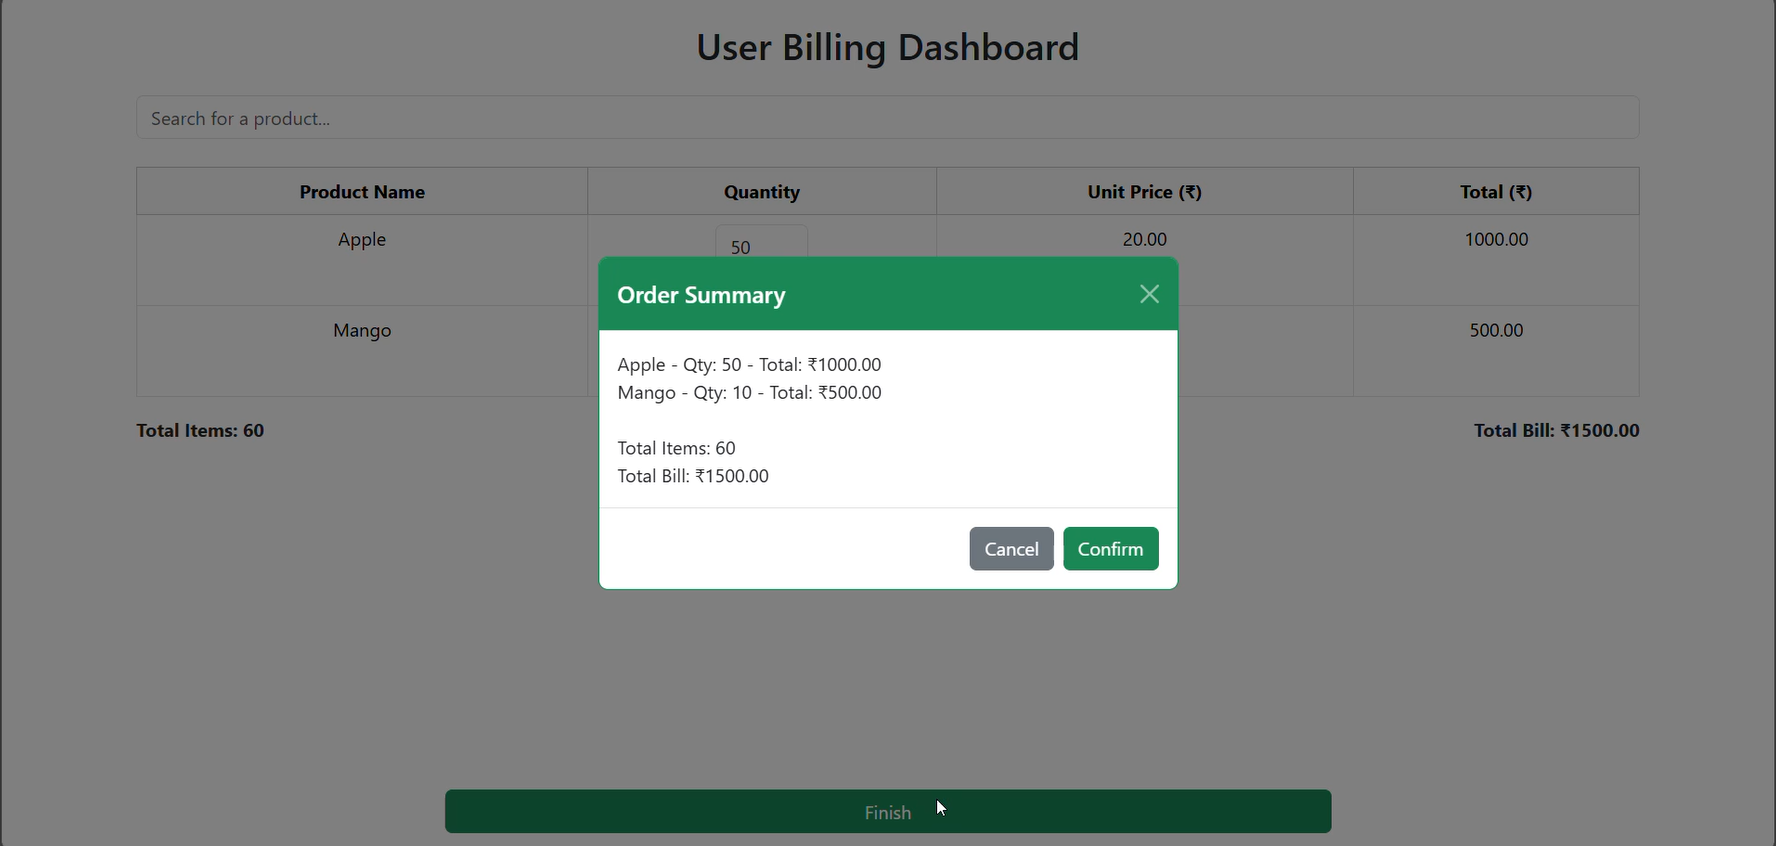 User Billing Dashboard
Search for a product...
Product Name Quantity Unit Price (₹) Total (₹)
Apple 50 20.00 1000.00
Mango 500.00
Total Items: 60 Total Bill: ₹1500.00
Order Summary
Apple - Qty: 50 - Total: ₹1000.00
Mango - Qty: 10 - Total: ₹500.00
Total Items: 60
Total Bill: ₹1500.00
Cancel Confirm
Finish